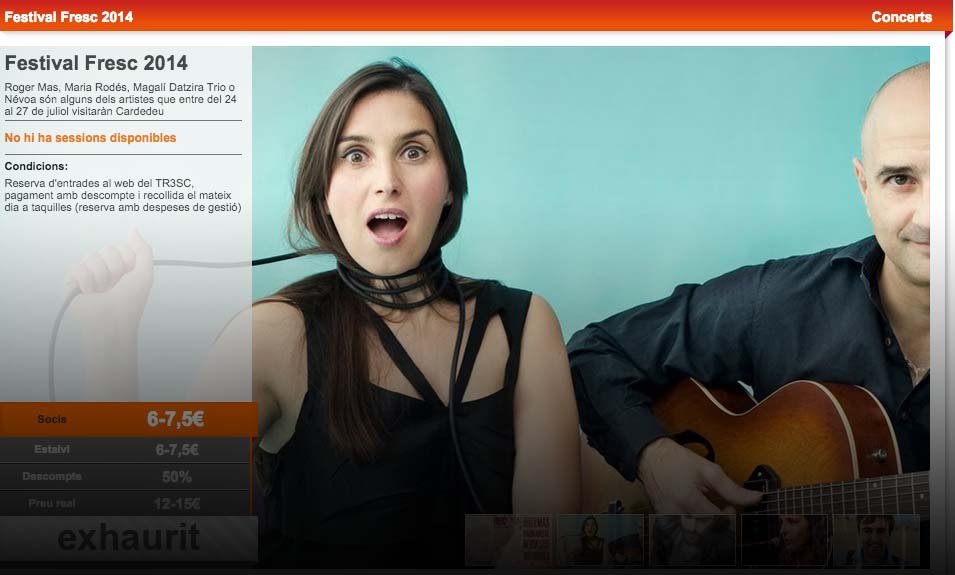 Festival Fresc 2014
Concerts
Festival Fresc 2014
Roger Mas, Maria Rodés, Magalí Datzira Trio o
Névoa són alguns dels artistes que entre del 24
al 27 de juliol visitaràn Cardedeu
No hi ha sessions disponibles
Condicions:
Reserva d'entrades al web del TR3SC,
pagament amb descompte i recollida el mateix
dia a taquilles (reserva amb despeses de gestió)
Socis 6-7,5€
Estalvi 6-7,5€
Descompte 50%
Preu real 12-15€
exhaurit